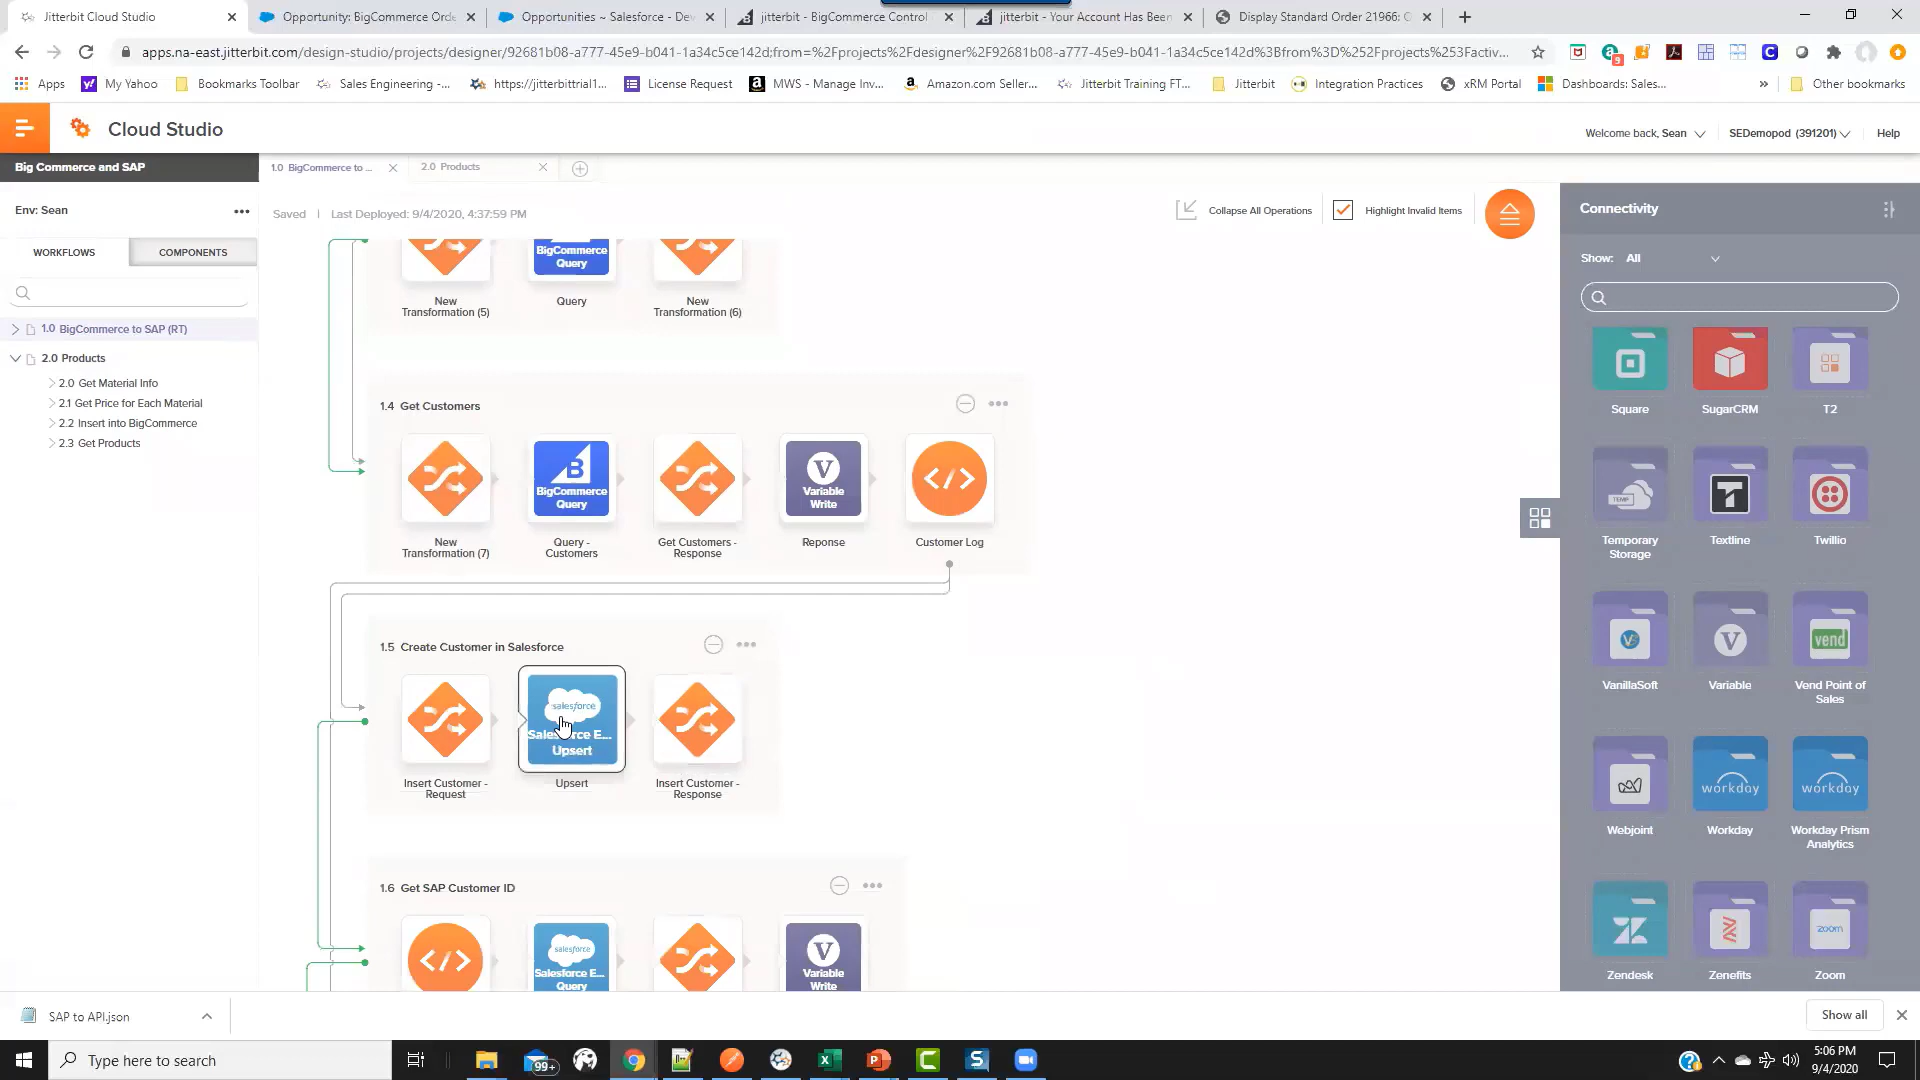 Jitterbit Cloud Studio
Opportunity: BigCommerce Orde
Opportunities ~ Salesforce - Dev
jitterbit - BigCommerce Control
jitterbit - Your Account Has Been
Display Standard Order 21966: C
apps.na-east.jitterbit.com/design-studio/projects/designer/92681b08-a777-45e9-b041-1a34c5ce142d;from=%2Fprojects%2Fdesigner%2F92681b08-a777-45e9-b041-1a34c5ce142d%3Bfrom%3D%252Fprojects%253Factiv...
Apps
My Yahoo
Bookmarks Toolbar
Sales Engineering -...
https://jitterbittrial1...
License Request
MWS - Manage Inv...
Amazon.com Seller...
Jitterbit Training FT...
Jitterbit
Integration Practices
xRM Portal
Dashboards: Sales...
»
Other bookmarks
Cloud Studio
Welcome back, Sean
SEDemopod (391201)
Help
Big Commerce and SAP
1.0 BigCommerce to ...
2.0 Products
Env: Sean
Saved | Last Deployed: 9/4/2020, 4:37:59 PM
Collapse All Operations
Highlight Invalid Items
Connectivity
WORKFLOWS
COMPONENTS
Show: All
1.0 BigCommerce to SAP (RT)
2.0 Products
2.0 Get Material Info
2.1 Get Price for Each Material
2.2 Insert into BigCommerce
2.3 Get Products
BigCommerce
Query
New
Transformation (5)
Query
New
Transformation (6)
1.4 Get Customers
BigCommerce
Query
Variable
Write
New
Transformation (7)
Query -
Customers
Get Customers -
Response
Reponse
Customer Log
1.5 Create Customer in Salesforce
salesforce
Upsert
Insert Customer -
Request
Upsert
Insert Customer -
Response
1.6 Get SAP Customer ID
salesforce
Salesforce E...
Query
Variable
Write
Square
SugarCRM
T2
TEMP
Temporary
Storage
Textline
Twillio
vend
VanillaSoft
Variable
Vend Point of
Sales
workday
workday
Webjoint
Workday
Workday Prism
Analytics
zoom
Zendesk
Zenefits
Zoom
SAP to API.json
Show all
Type here to search
99+
5:06 PM
9/4/2020